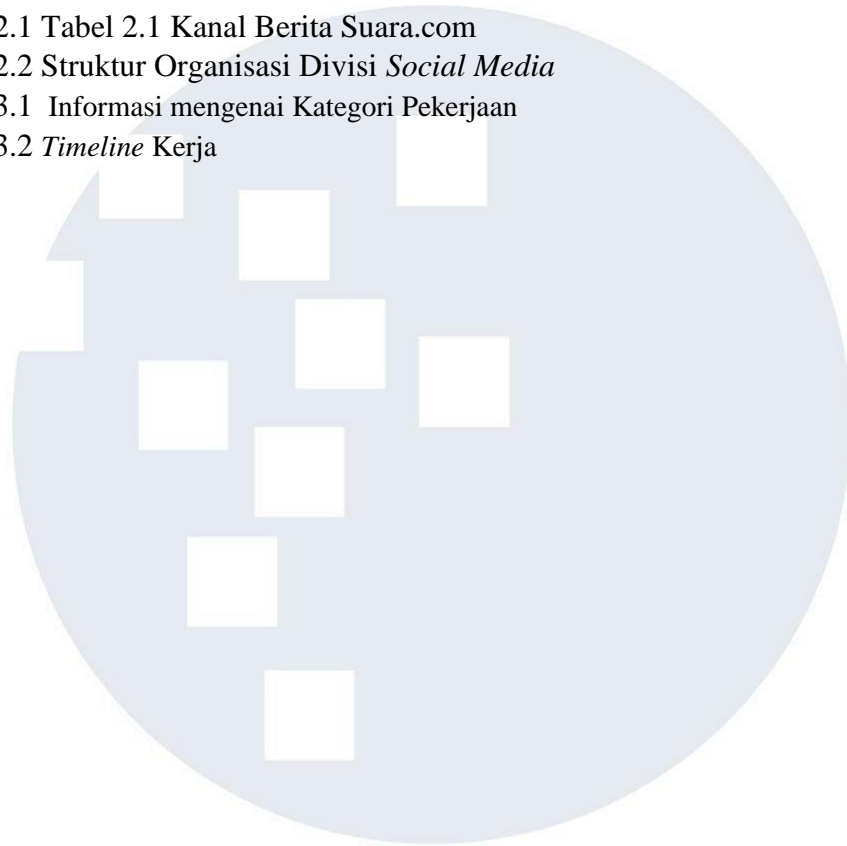 2.1 Tabel 2.1 Kanal Berita Suara.com
2.2 Struktur Organisasi Divisi Social Media
3.1 Informasi mengenai Kategori Pekerjaan
3.2 Timeline Kerja